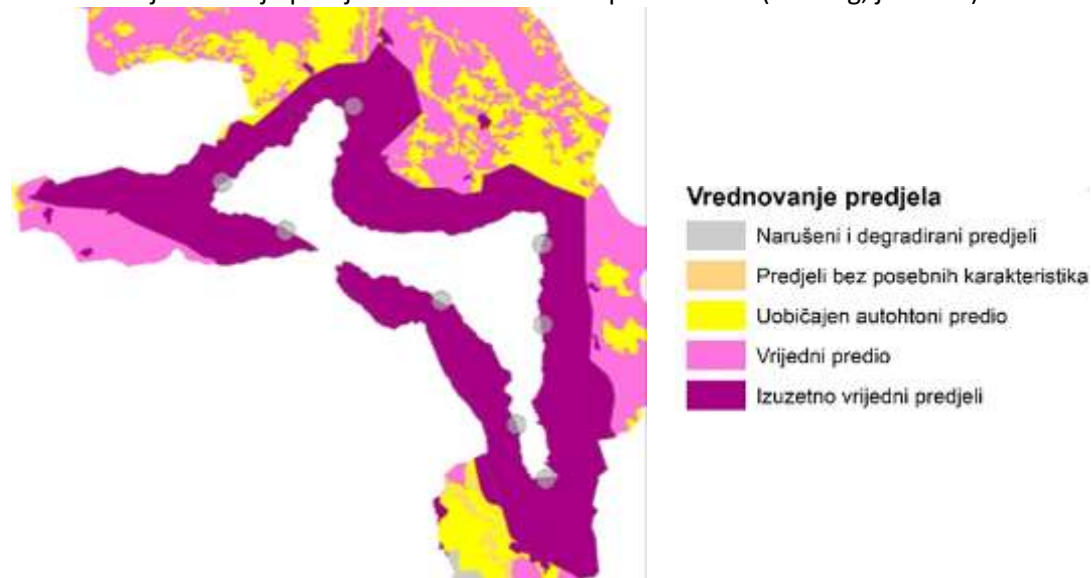 Vrednovanje predjela
Narušeni i degradirani predjeli
Predjeli bez posebnih karakteristika
Uobičajen autohtoni predio
Vrijedni predio
Izuzetno vrijedni predjeli